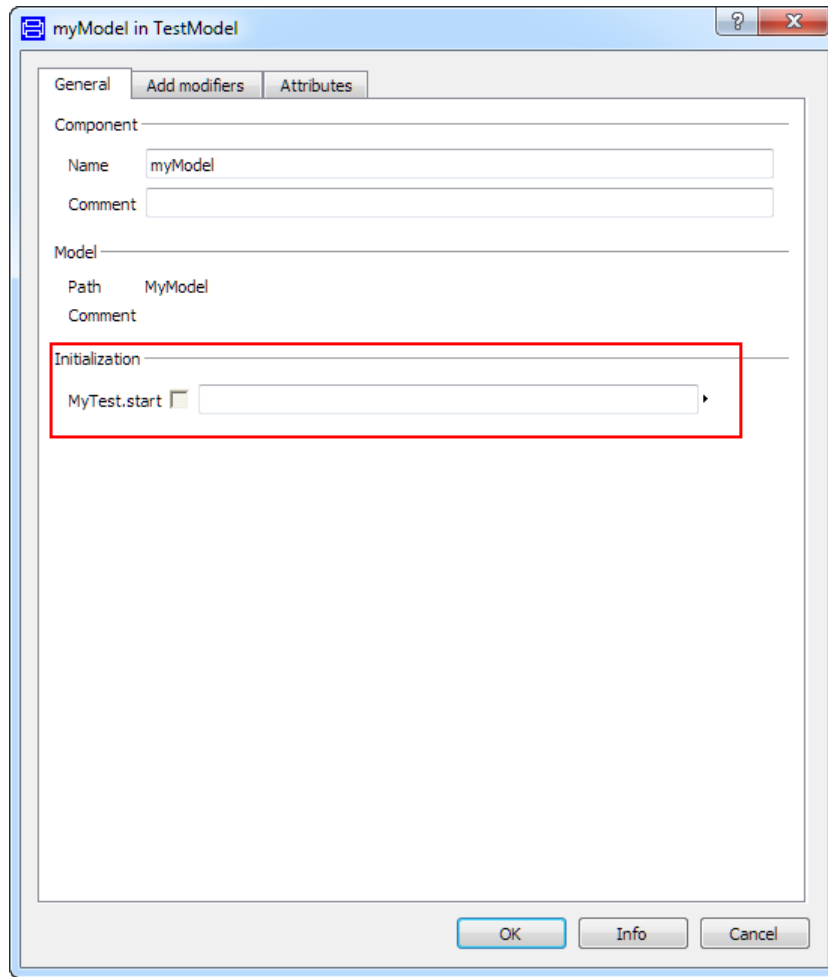 myModel in TestModel
General Add modifiers Attributes
Component
Name myModel
Comment
Model
Path MyModel
Comment
Initialization
MyTest.start
OK Info Cancel